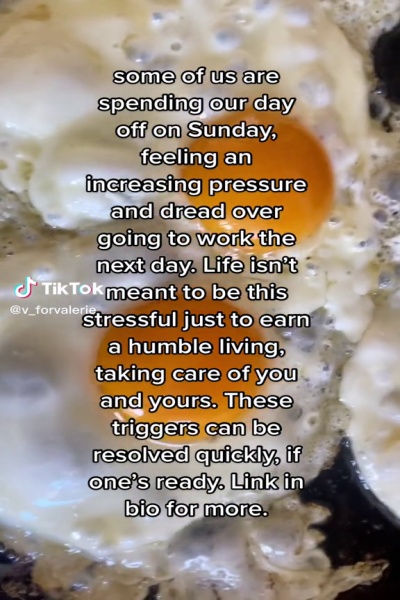 some of us are
spending our day
off on Sunday,
feeling an
increasing pressure
and dread over
going to work the
next day. Life isn't
TikTok
meant to be this
@v_forvalerie
stressful just to earn
a humble living,
taking care of you
and yours. These
triggers can be
resolved quickly, if
one's ready. Link in
bio for more.